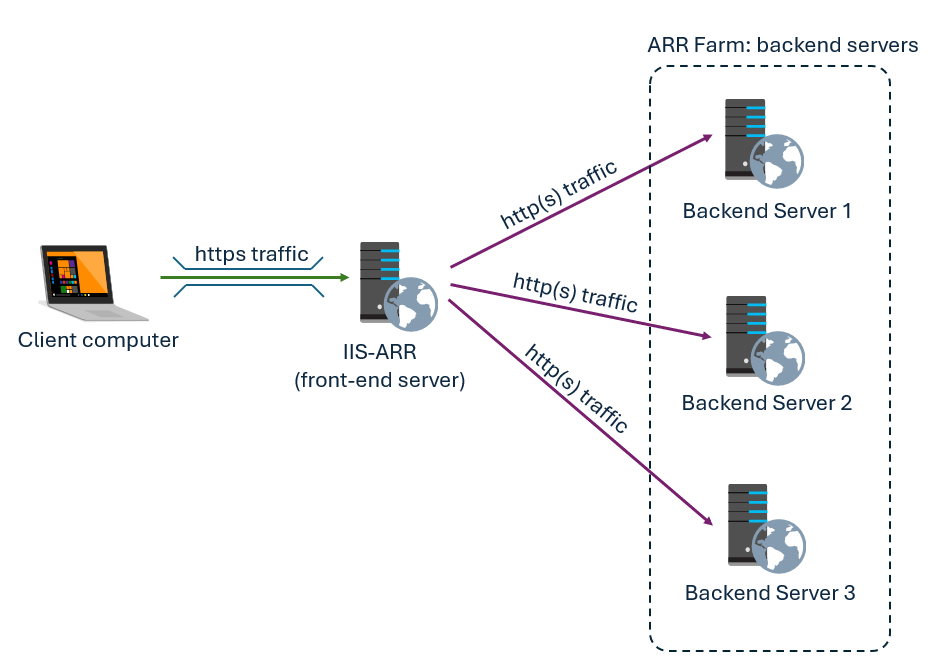 ARR Farm: backend servers
http(s) traffic
Backend Server 1
https traffic
Client computer
http(s) traffic
IIS-ARR
(front-end server)
http(s) traffic
Backend Server 2
Backend Server 3